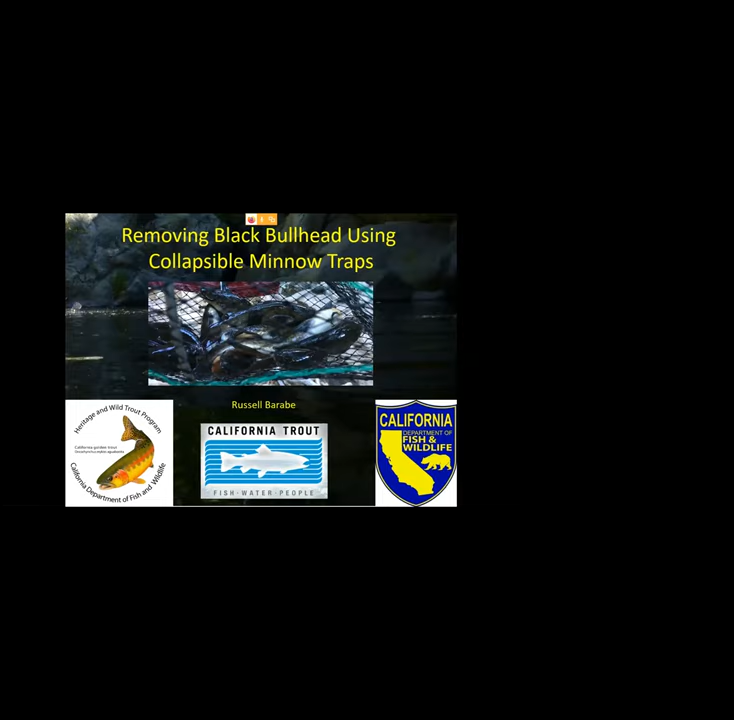 Removing Black Bullhead Using
Collapsible Minnow Traps
Russell Barabe
Heritage and Wild Trout Program
California golden trout
California Department of Fish and Wildlife
CALIFORNIA TROUT
FISH · WATER · PEOPLE
CALIFORNIA
DEPARTMENT OF
FISH &
WILDLIFE